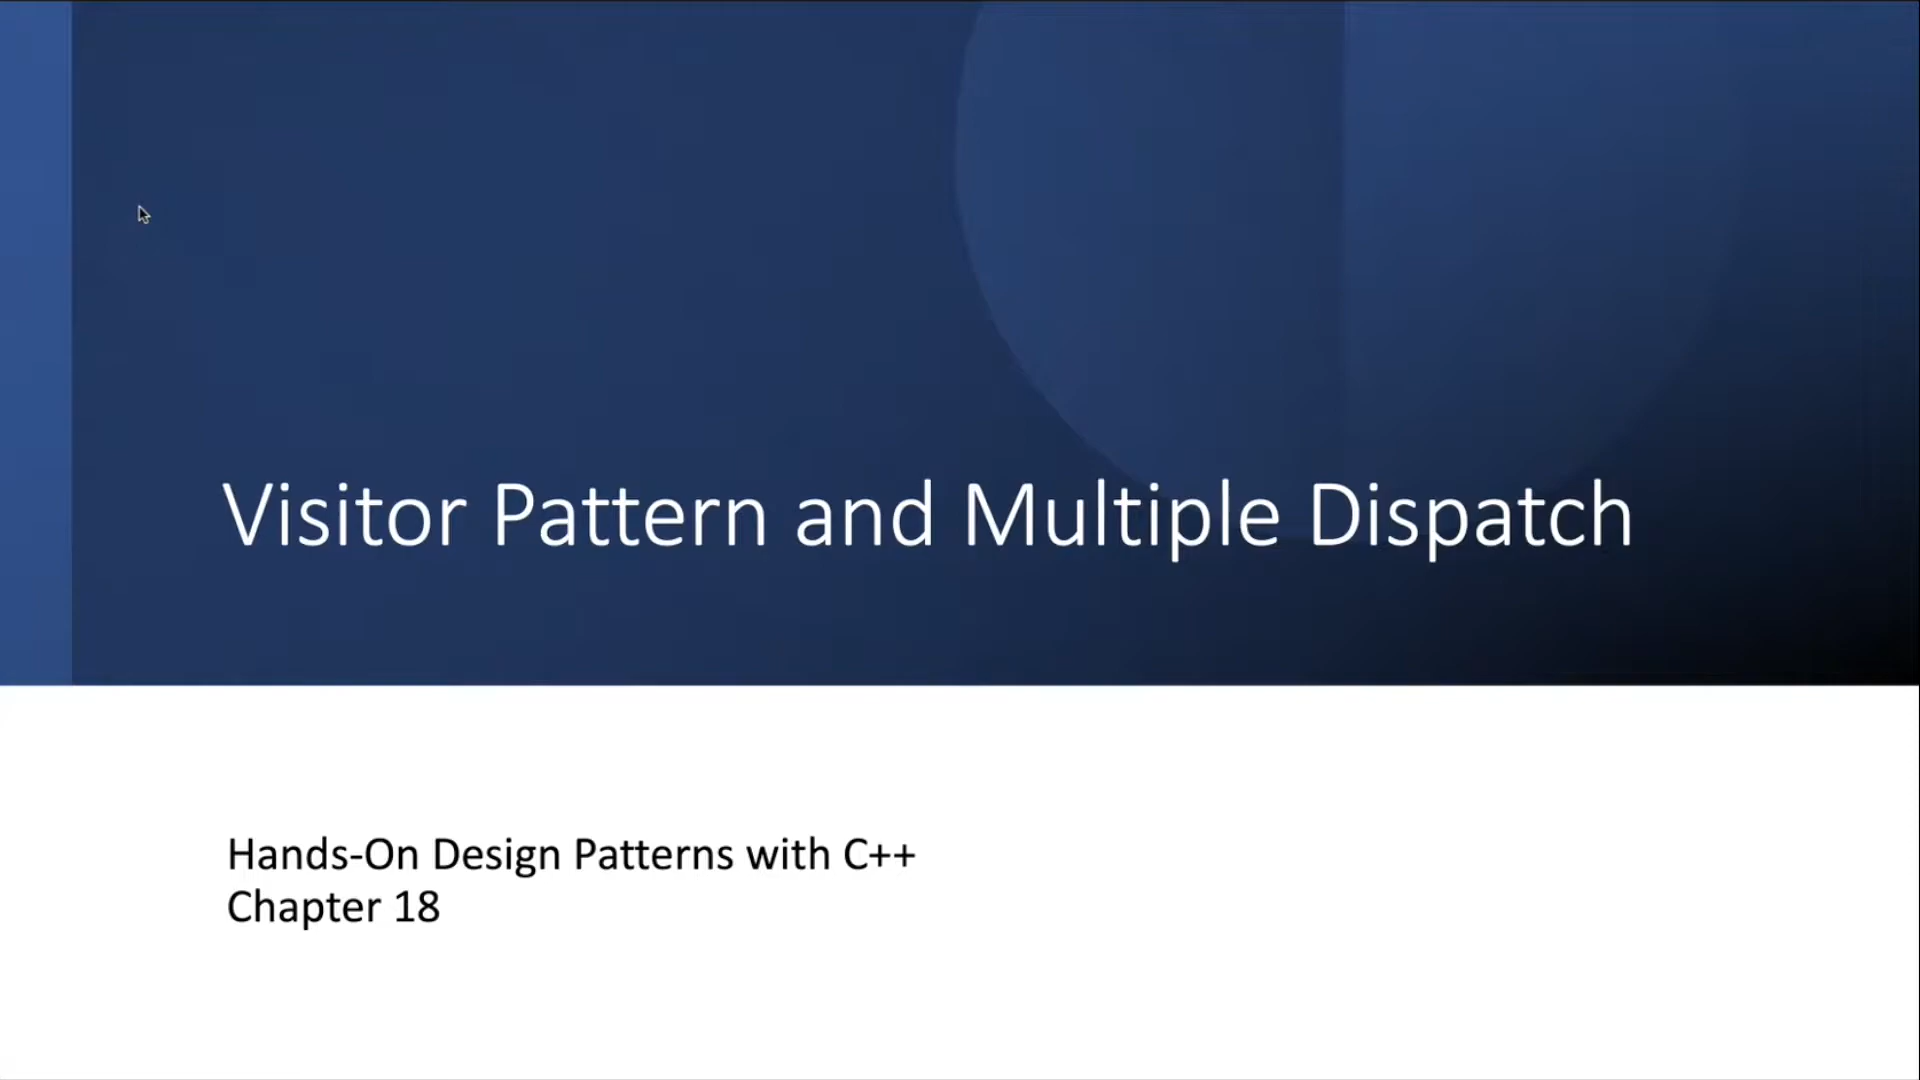 Visitor Pattern and Multiple Dispatch
Hands-On Design Patterns with C++
Chapter 18